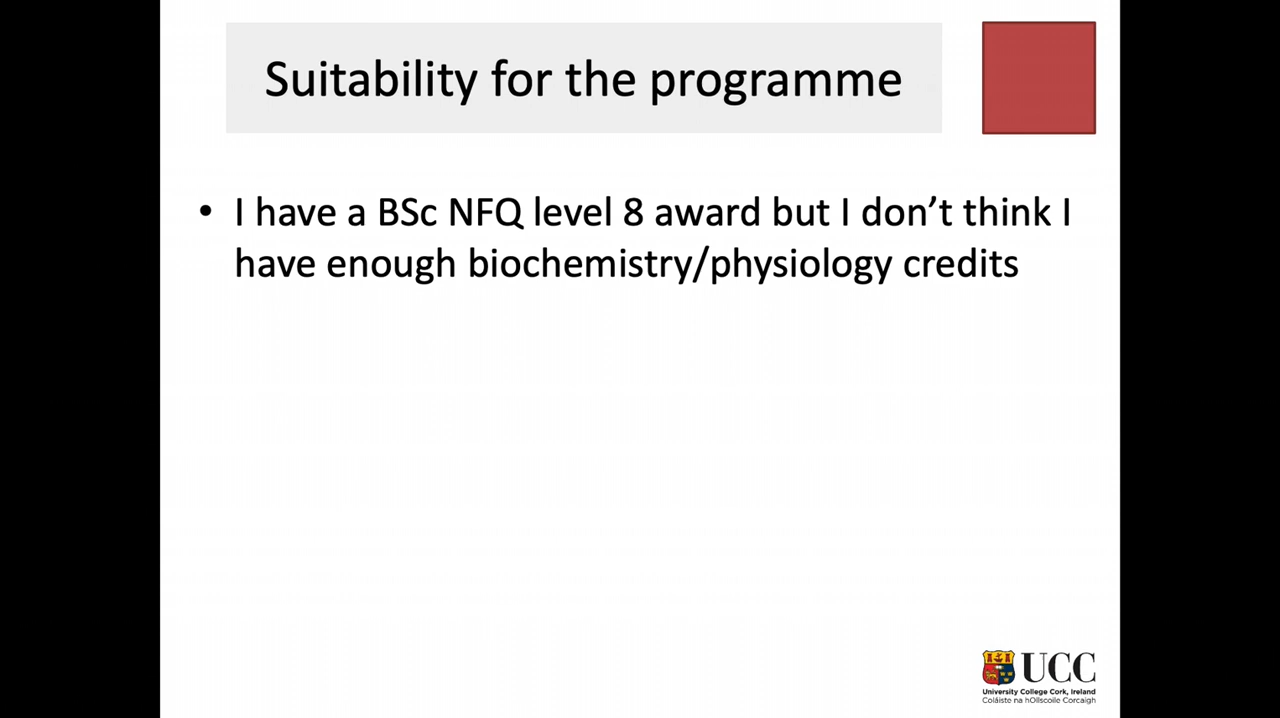 Suitability for the programme
• I have a BSc NFQ level 8 award but I don’t think I
have enough biochemistry/physiology credits
UCC
University College Cork, Ireland
Coláiste na hOllscoile Corcaigh